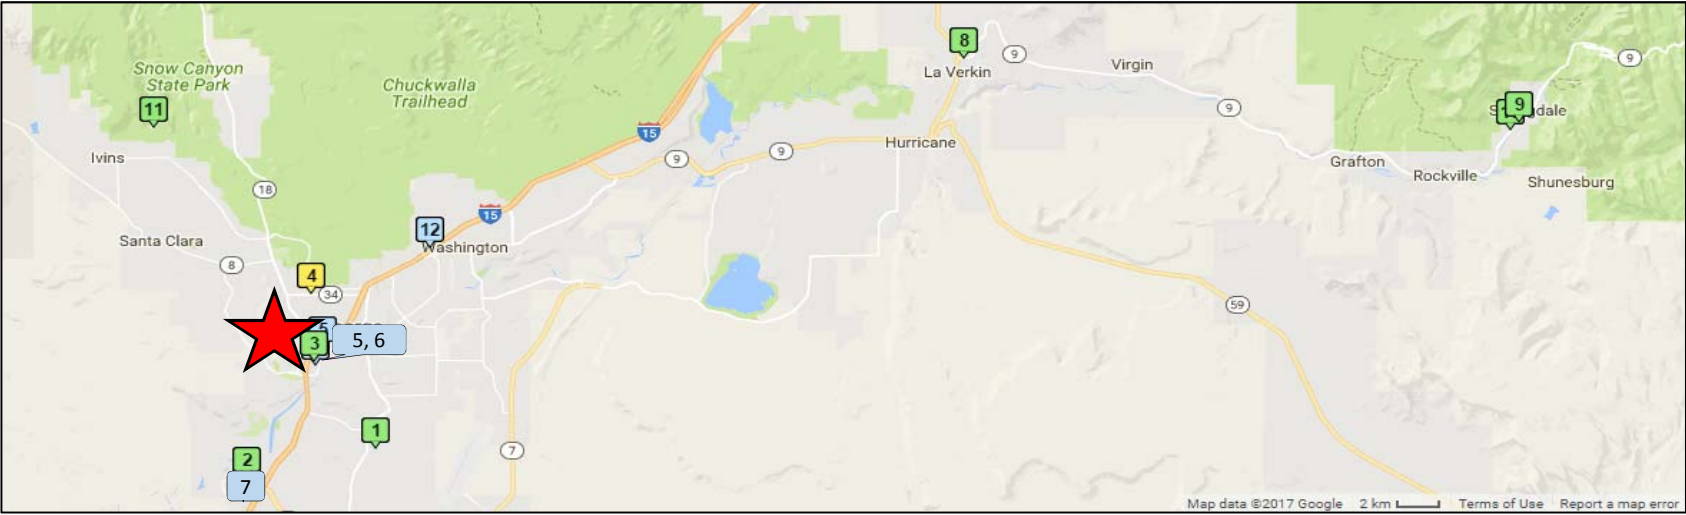 8
9
La Verkin
Virgin
9
Snow Canyon
State Park
Chuckwalla
Trailhead
9
9
11
15
Hurricane
9
9
Ivins
Grafton
Rockville
Shunesburg
18
15
12
Washington
Santa Clara
8
4
34
59
5
5, 6
3
1
7
2
7
Map data ©2017 Google
2 km
Terms of Use
Report a map error